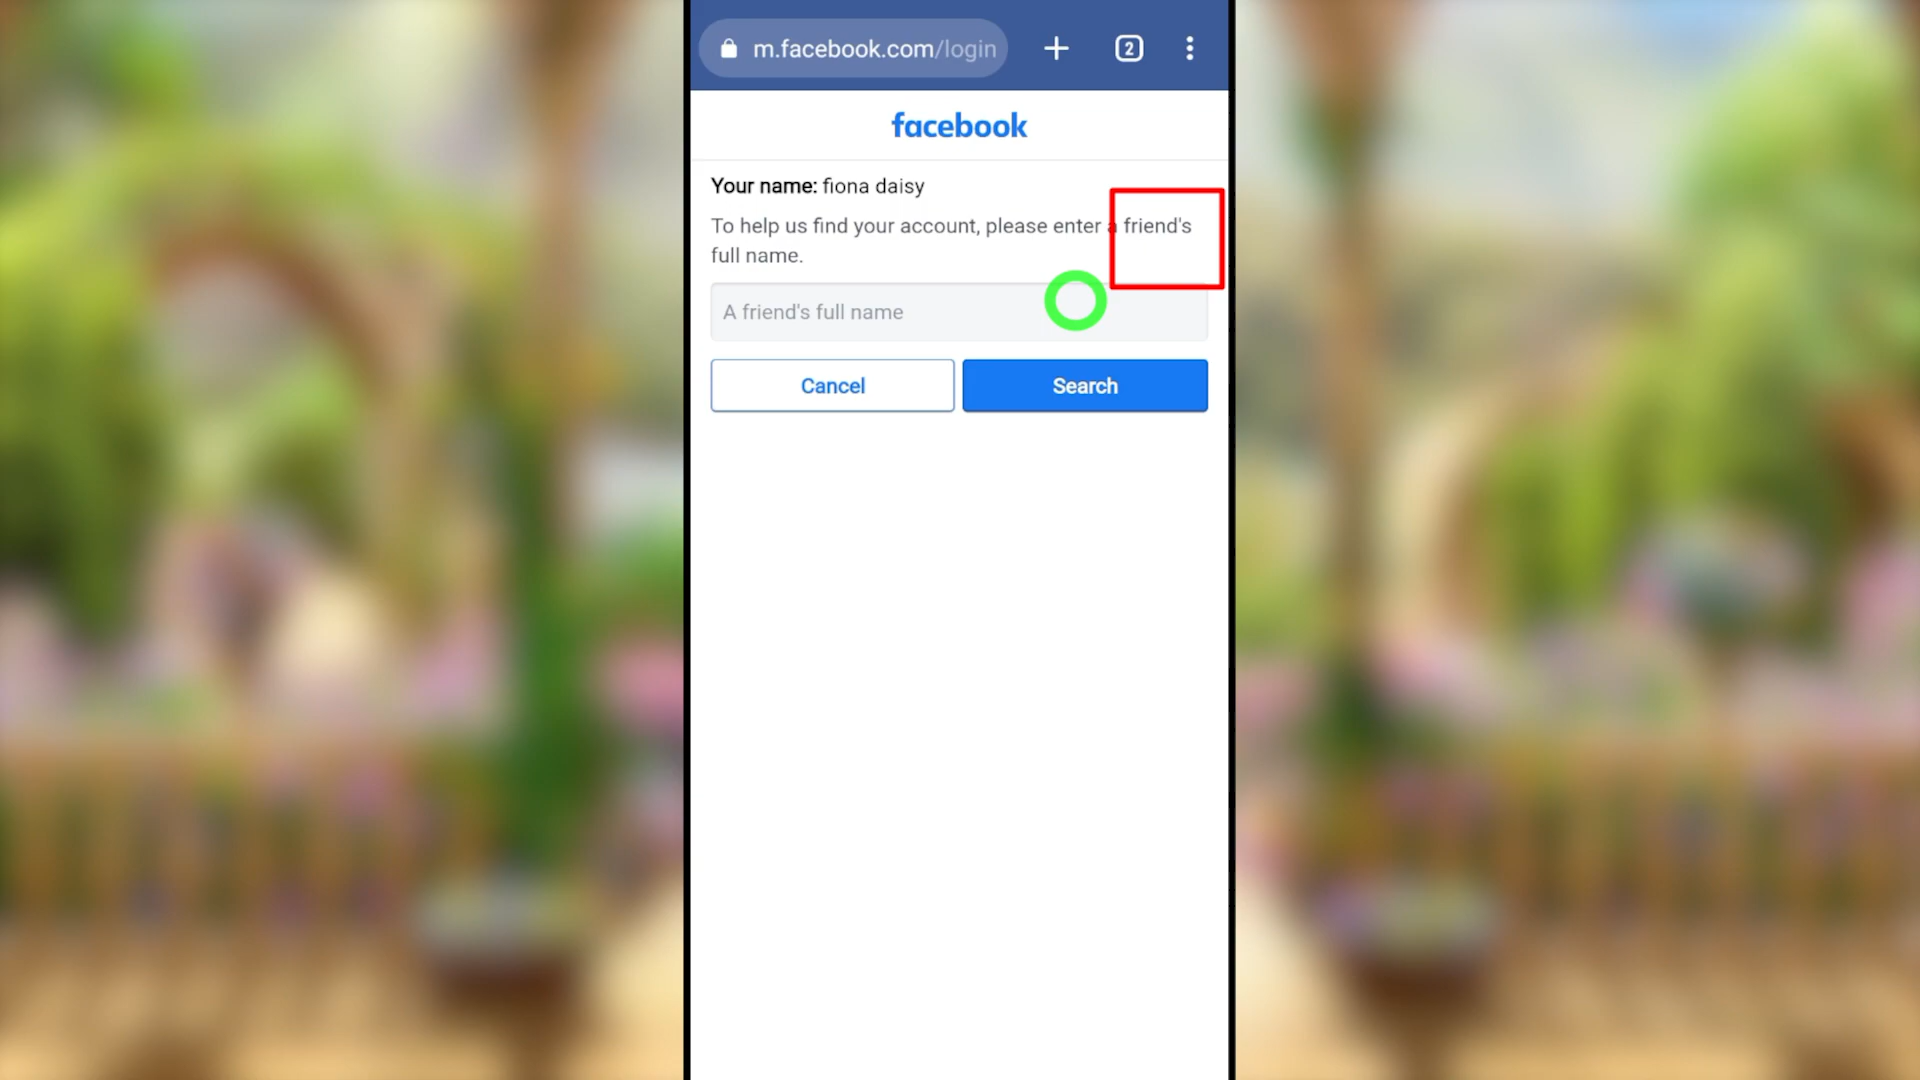 m.facebook.com/login
2
facebook
Your name: fiona daisy
To help us find your account, please enter a friend's
full name.
A friend's full name
Cancel Search